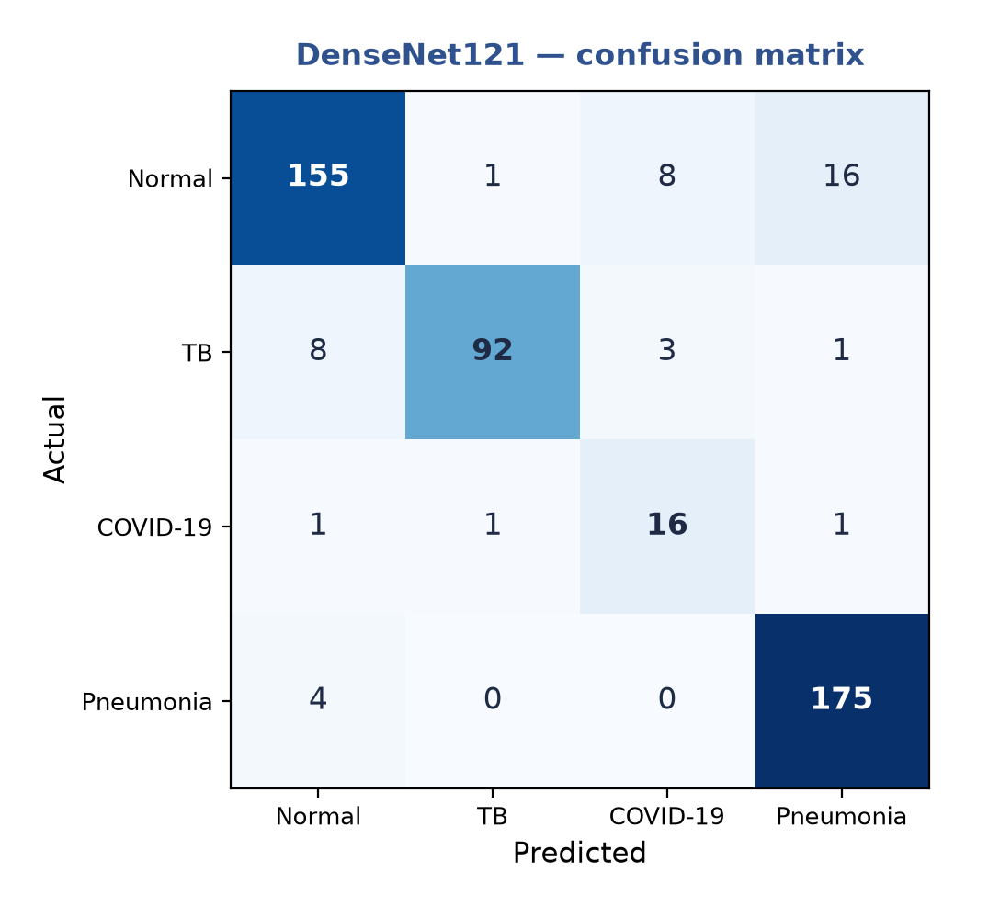 DenseNet121 — confusion matrix
Normal 155 1 8 16
TB 8 92 3 1
COVID-19 1 1 16 1
Pneumonia 4 0 0 175
Actual
Normal TB COVID-19 Pneumonia
Predicted